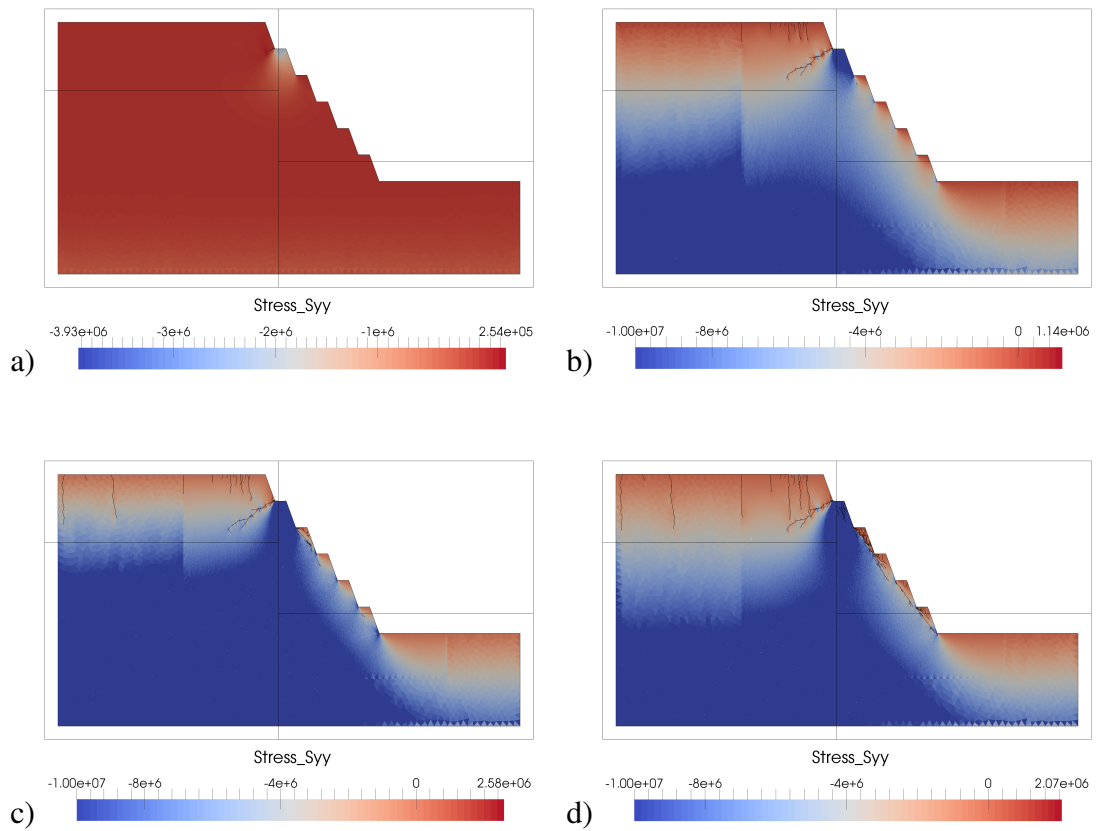 Stress_Syy
-3.93e+06 -3e+6 -2e+6 -1e+6 2.54e+05
a)
Stress_Syy
-1.00e+07 -8e+6 -4e+6 0 1.14e+06
b)
Stress_Syy
-1.00e+07 -8e+6 -4e+6 0 2.58e+06
c)
Stress_Syy
-1.00e+07 -8e+6 -4e+6 0 2.07e+06
d)